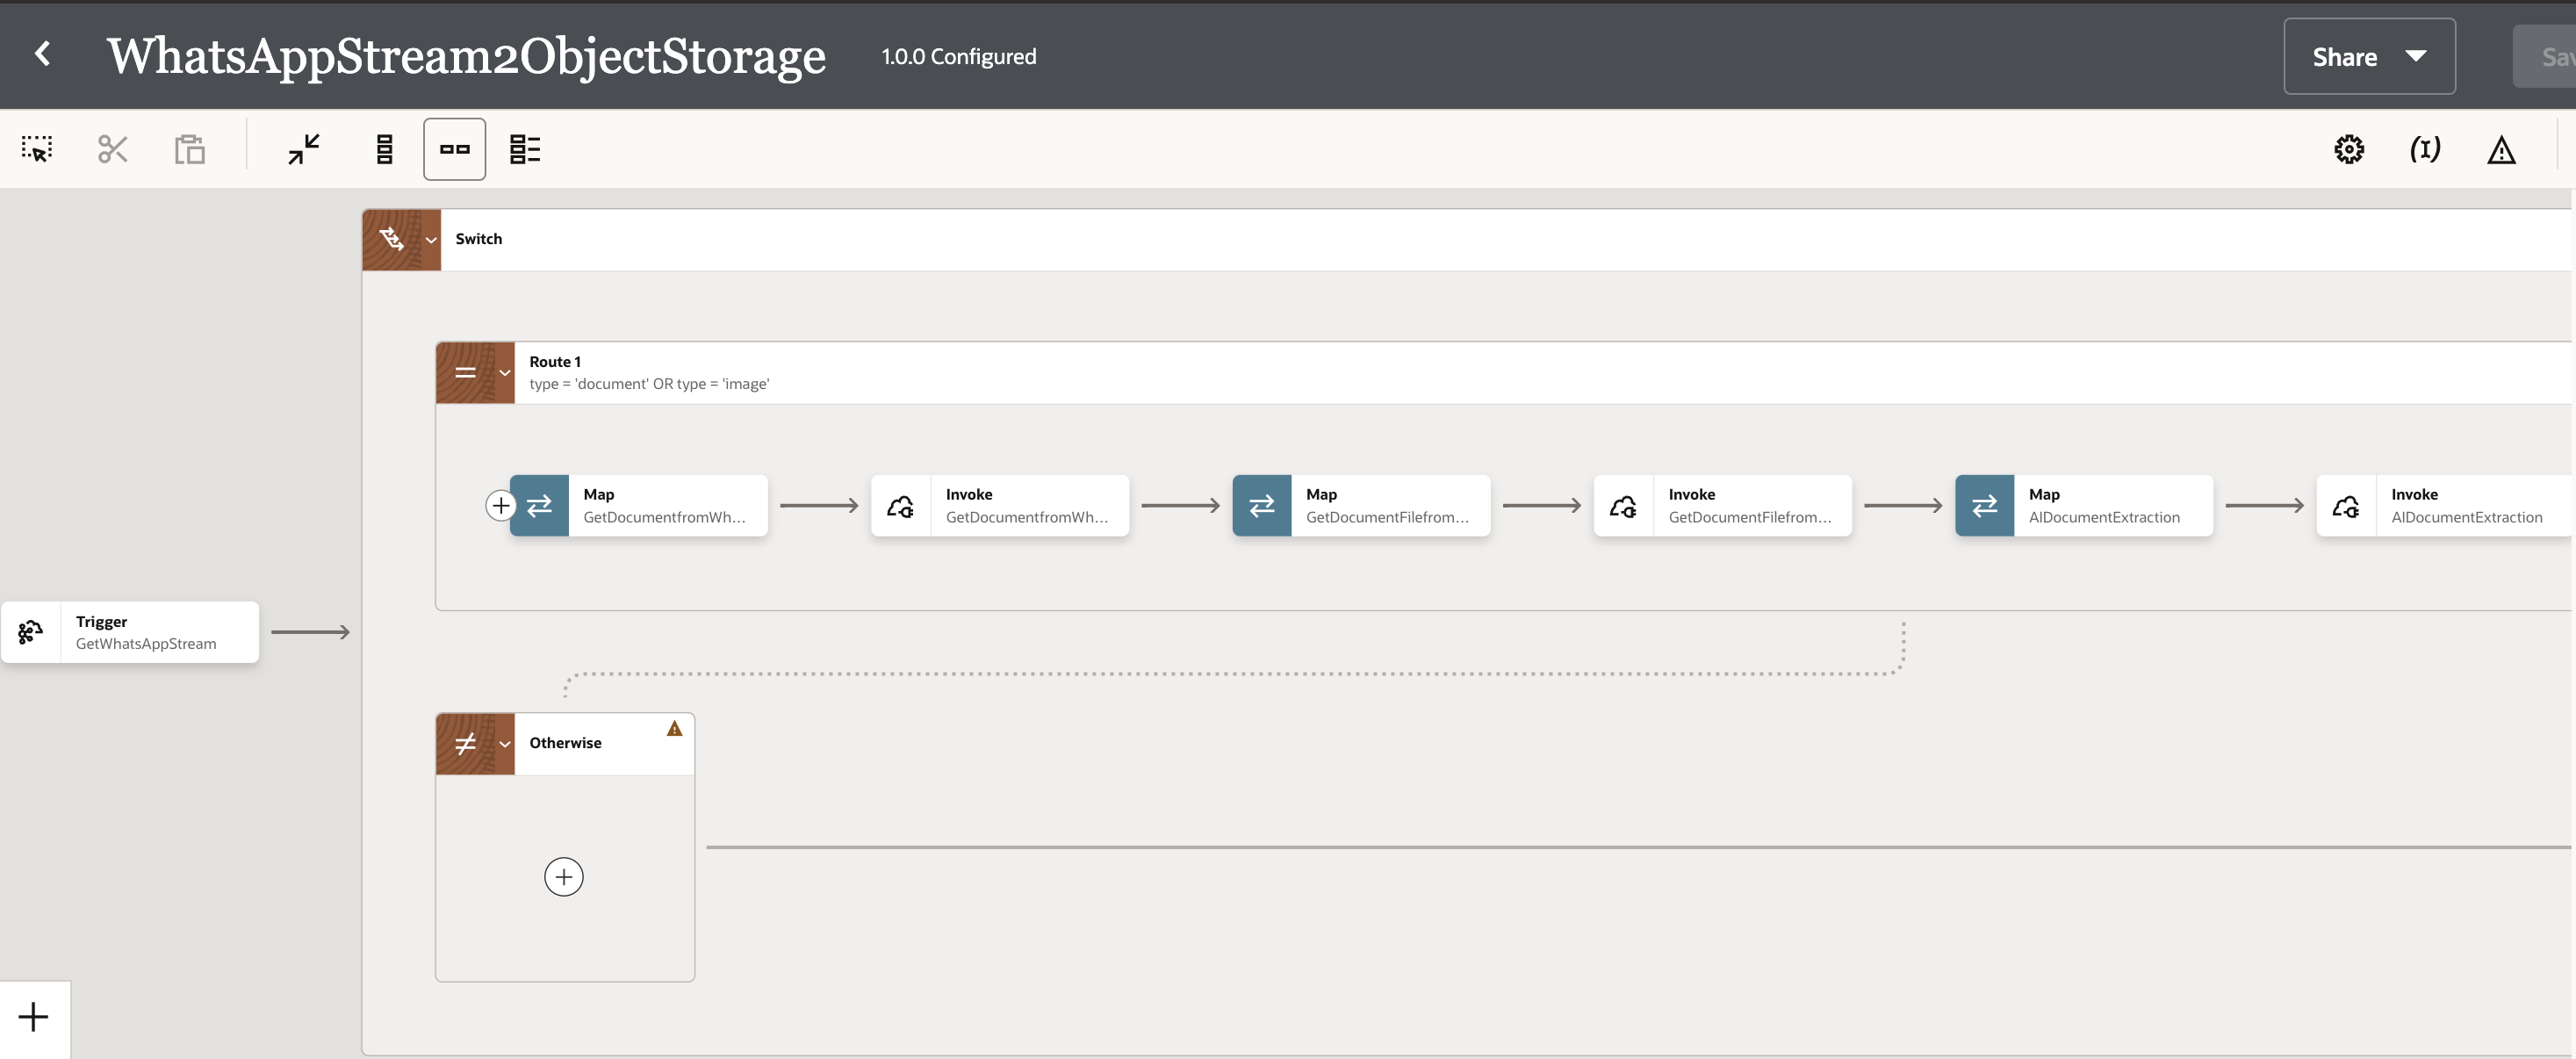 WhatsAppStream2ObjectStorage
1.0.0 Configured
Share
Switch
Route 1
type = 'document' OR type = 'image'
Map
GetDocumentfromWh...
Invoke
GetDocumentfromWh...
Map
GetDocumentFilefrom...
Invoke
GetDocumentFilefrom...
Map
AIDocumentExtraction
Invoke
AIDocumentExtraction
Trigger
GetWhatsAppStream
Otherwise